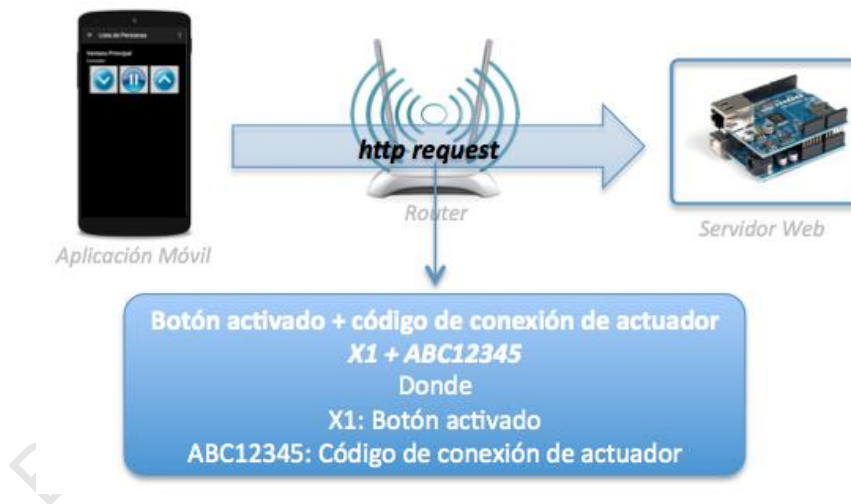 Lista de Personas
Ventana Principal
http request
Router
Aplicación Móvil
Servidor Web
Botón activado + código de conexión de actuador
X1 + ABC12345
Donde
X1: Botón activado
ABC12345: Código de conexión de actuador